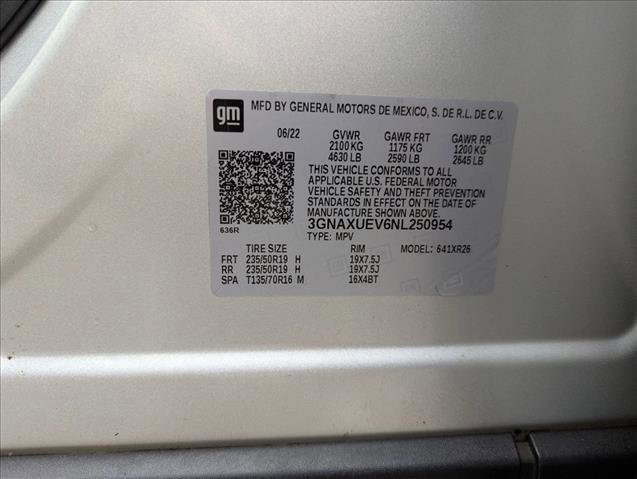 gm MFD BY GENERAL MOTORS DE MEXICO, S. DE R.L. DE C.V.
06/22 GVWR GAWR FRT GAWR RR
2100 KG 1175 KG 1200 KG
4630 LB 2590 LB 2645 LB
THIS VEHICLE CONFORMS TO ALL
APPLICABLE U.S. FEDERAL MOTOR
VEHICLE SAFETY AND THEFT PREVENTION
STANDARDS IN EFFECT ON THE DATE OF
MANUFACTURE SHOWN ABOVE.
636R 3GNAXUEV6NL250954
TYPE: MPV MODEL: 641XR26
TIRE SIZE RIM
FRT 235/50R19 H 19X7.5J
RR 235/50R19 H 19X7.5J
SPA T135/70R16 M 16X4BT